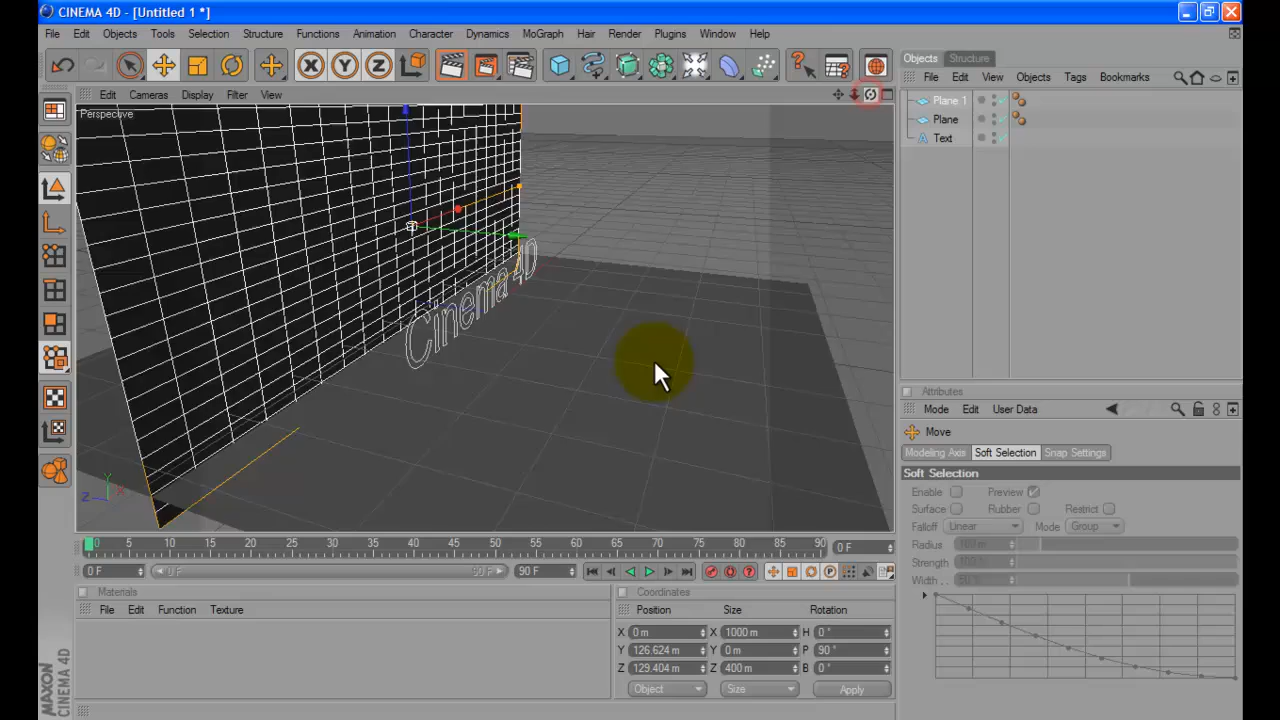 CINEMA 4D - [Untitled 1 *]
File Edit Objects Tools Selection Structure Functions Animation Character Dynamics MoGraph Hair Render Plugins Window Help
X Y Z
Objects Structure
File Edit View Objects Tags Bookmarks
Edit Cameras Display Filter View
Perspective
Plane 1
Plane
Text
Cinema 4D
Y
Z X
Attributes
Mode Edit User Data
Move
Modeling Axis Soft Selection Snap Settings
Soft Selection
Enable Preview
Surface Rubber Restrict
Falloff Linear Mode Group
Radius
Strength
Width . .
0 5 10 15 20 25 30 35 40 45 50 55 60 65 70 75 80 85 90 0 F
0 F 0 F 90 F 90 F
Materials
File Edit Function Texture
Coordinates
Position Size Rotation
X 0 m X 1000 m H 0 °
Y 126.624 m Y 0 m P 90 °
Z 129.404 m Z 400 m B 0 °
Object Size Apply
MAXON
CINEMA 4D